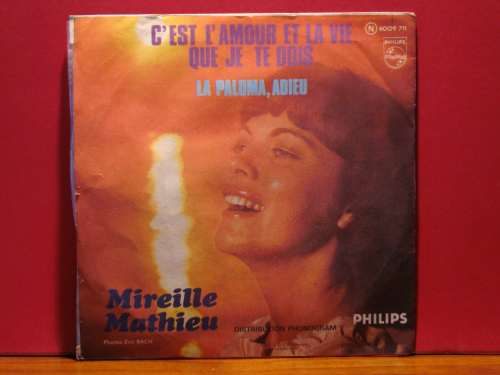 C'EST L'AMOUR ET LA VIE
QUE JE TE DOIS
LA PALOMA, ADIEU
N 6009 711
PHILIPS
Mireille
Mathieu
DISTRIBUTION PHONOGRAM
PHILIPS
Photos: Eric BACH